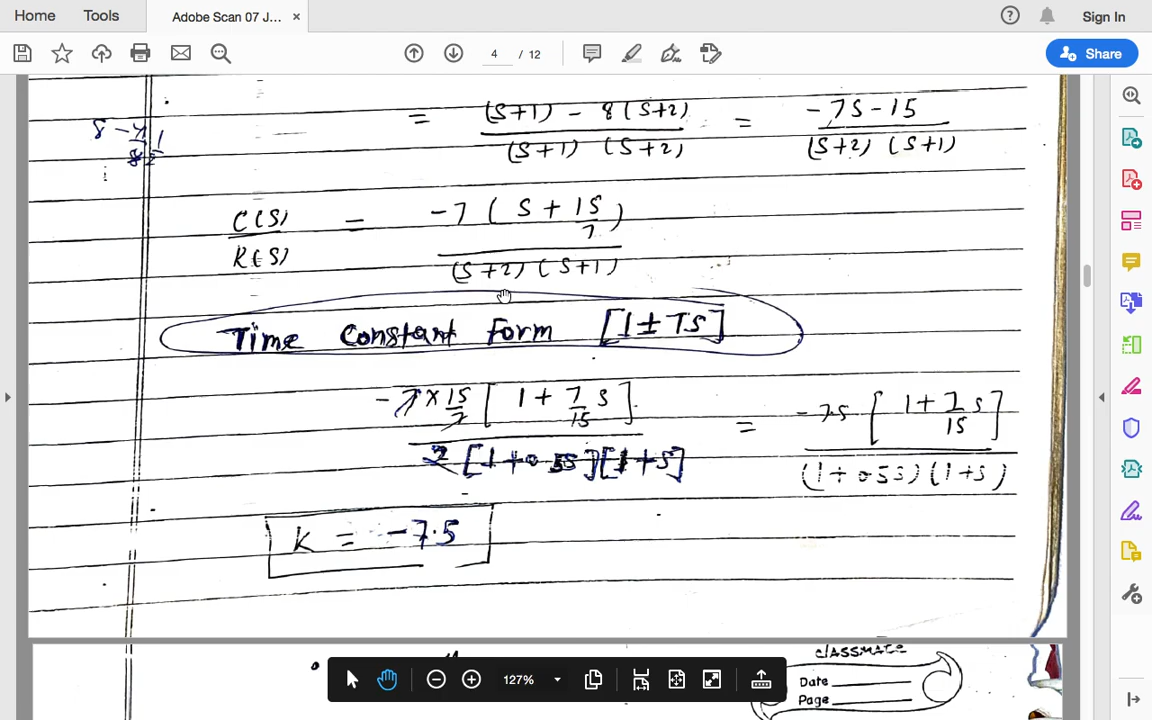 Home Tools Adobe Scan 07 J... × Sign In
4 / 12 Share
= (S+1) - 8 (S+2) / (S+1) (S+2) = -7S-15 / (S+2) (S+1)
C(S) / R(S) = -7 ( S + 15/7 ) / (S+2) (S+1)
Time Constant Form [1 ± TS]
-7 × 15/7 [ 1 + 7/15 S ] / 2 [1+0.5S][1+S] = -7.5 [ 1 + 7/15 S ] / (1+0.5S) (1+S)
K = -7.5
classmate
Date
Page
127%